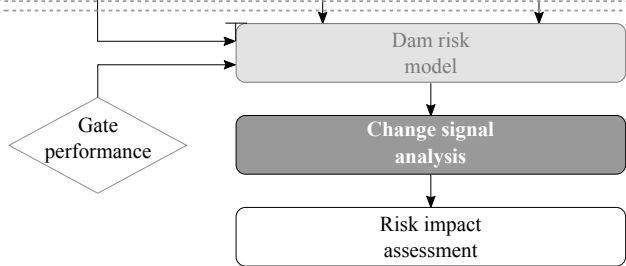 Dam risk
model
Gate
performance
Change signal
analysis
Risk impact
assessment